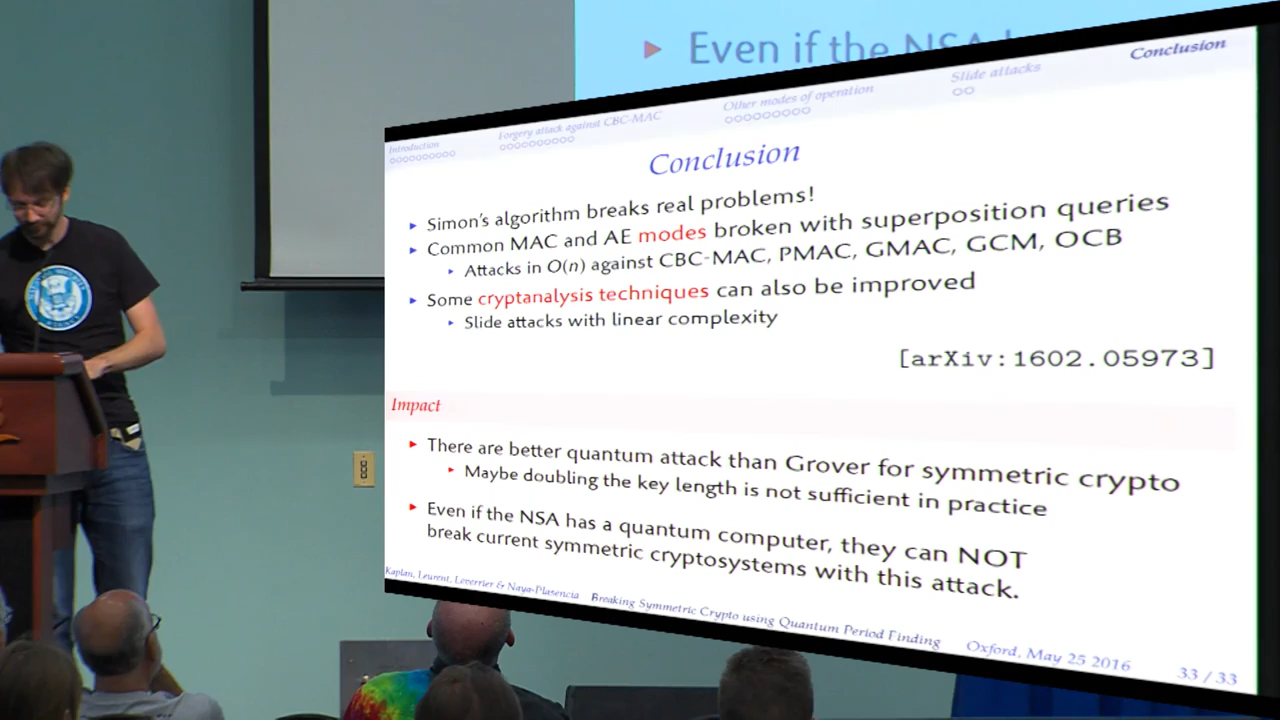 Even if the NSA
Introduction
Forgery attack against CBC-MAC
Other modes of operation
Slide attacks
Conclusion
Conclusion
Simon's algorithm breaks real problems!
Common MAC and AE modes broken with superposition queries
Attacks in O(n) against CBC-MAC, PMAC, GMAC, GCM, OCB
Some cryptanalysis techniques can also be improved
Slide attacks with linear complexity
[arXiv:1602.05973]
Impact
There are better quantum attack than Grover for symmetric crypto
Maybe doubling the key length is not sufficient in practice
Even if the NSA has a quantum computer, they can NOT
break current symmetric cryptosystems with this attack.
Kaplan, Leurent, Leverrier & Naya-Plasencia
Breaking Symmetric Crypto using Quantum Period Finding
Oxford, May 25 2016
33 / 33